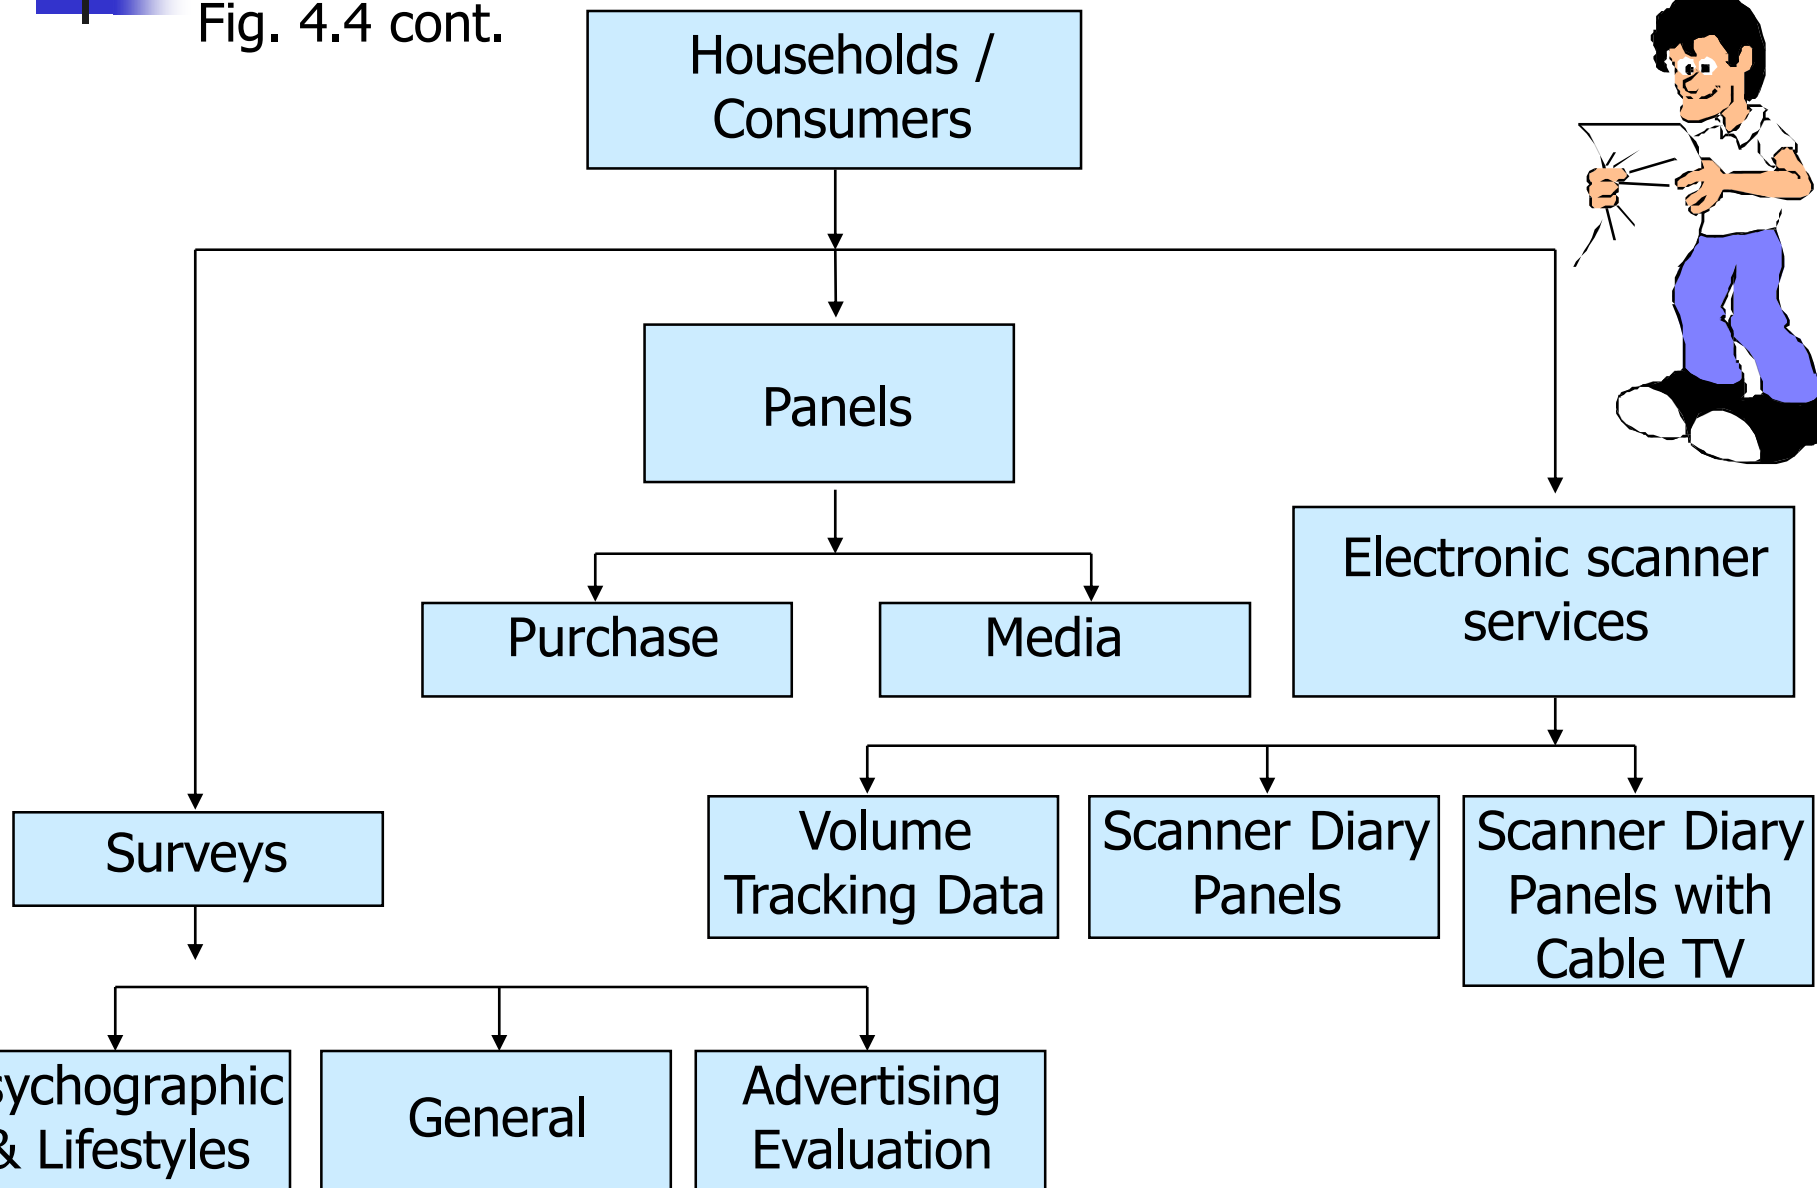 Fig. 4.4 cont.
Households /
Consumers
Panels
Purchase
Media
Electronic scanner
services
Surveys
Volume
Tracking Data
Scanner Diary
Panels
Scanner Diary
Panels with
Cable TV
sychographic
& Lifestyles
General
Advertising
Evaluation